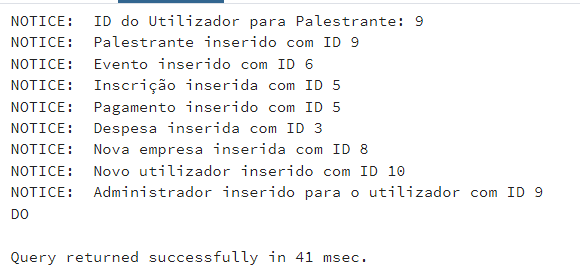 NOTICE:  ID do Utilizador para Palestrante: 9
NOTICE:  Palestrante inserido com ID 9
NOTICE:  Evento inserido com ID 6
NOTICE:  Inscrição inserida com ID 5
NOTICE:  Pagamento inserido com ID 5
NOTICE:  Despesa inserida com ID 3
NOTICE:  Nova empresa inserida com ID 8
NOTICE:  Novo utilizador inserido com ID 10
NOTICE:  Administrador inserido para o utilizador com ID 9
DO
Query returned successfully in 41 msec.